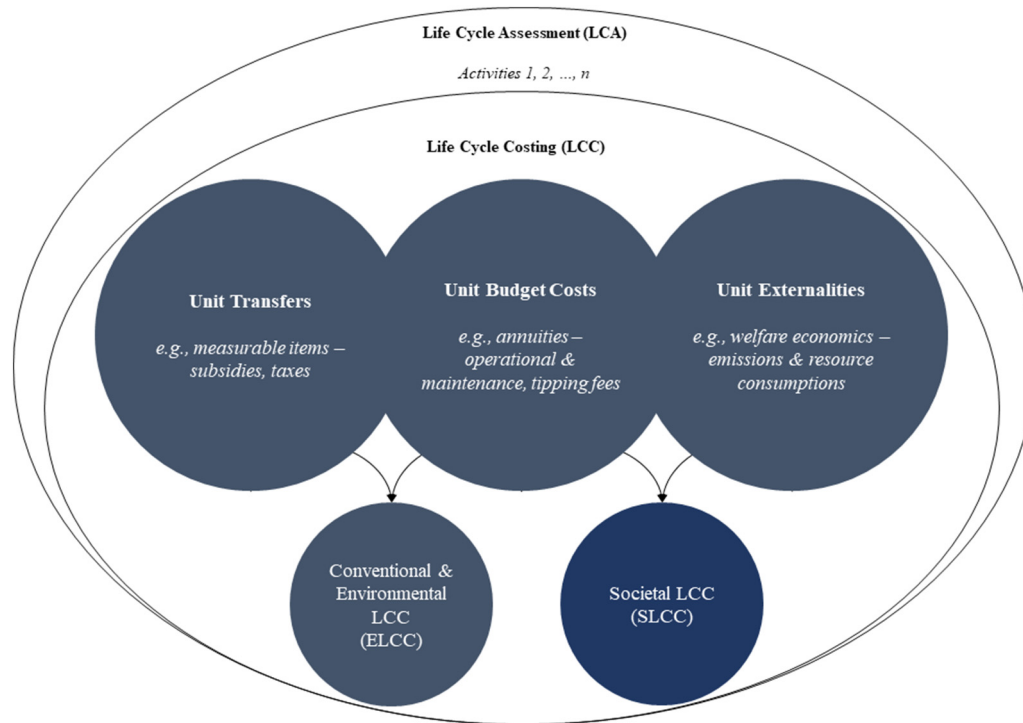 Life Cycle Assessment (LCA)
Activities 1, 2, ..., n
Life Cycle Costing (LCC)
Unit Transfers
e.g., measurable items –
subsidies, taxes
Unit Budget Costs
e.g., annuities–
operational &
maintenance, tipping fees
Unit Externalities
e.g., welfare economics –
emissions & resource
consumptions
Conventional &
Environmental
LCC
(ELCC)
Societal LCC
(SLCC)